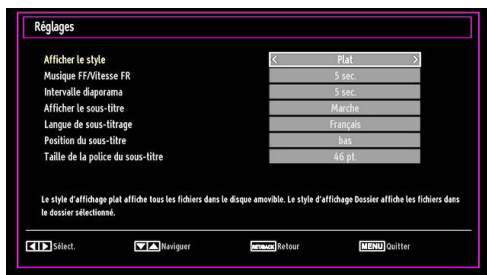 Réglages
Afficher le style Plat
Musique FF/Vitesse FR 5 sec.
Intervalle diaporama 5 sec.
Afficher le sous-titre Marche
Langue de sous-titrage Français
Position du sous-titre bas
Taille de la police du sous-titre 46 pt.
Le style d'affichage plat affiche tous les fichiers dans le disque amovible. Le style d'affichage Dossier affiche les fichiers dans
le dossier sélectionné.
Sélect. Naviguer Retour MENU Quitter